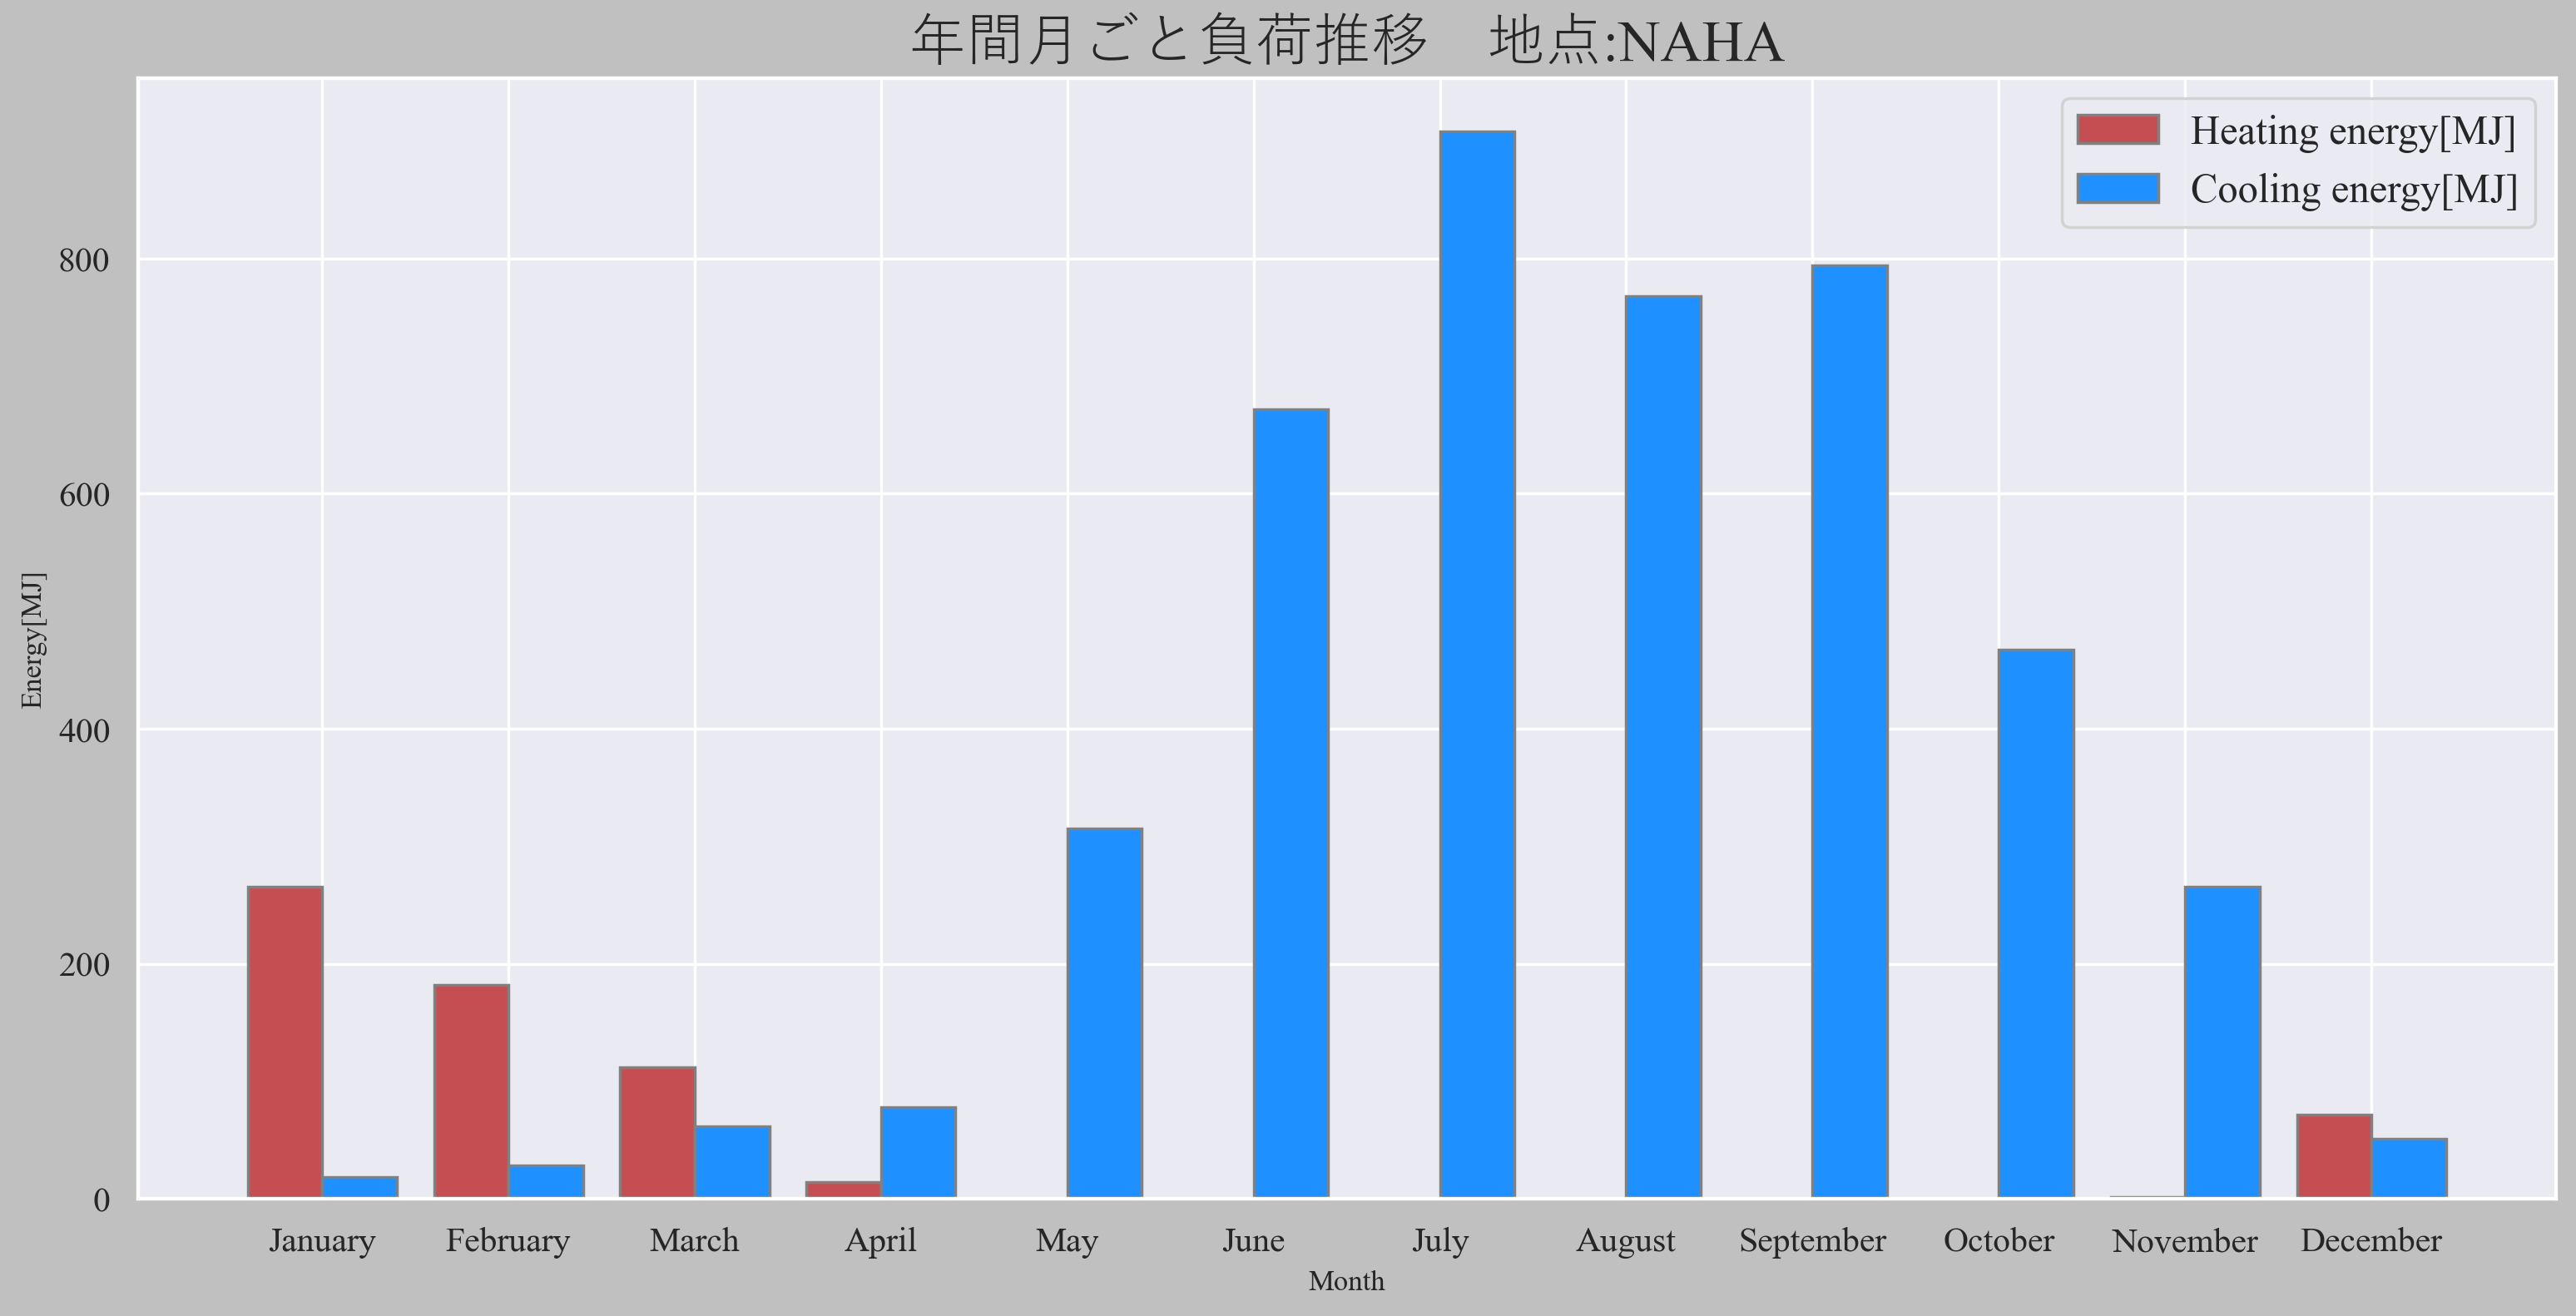 年間月ごと負荷推移　地点:NAHA
Heating energy[MJ]
Cooling energy[MJ]
800
600
400
200
0
Energy[MJ]
January February March April May June July August September October November December
Month